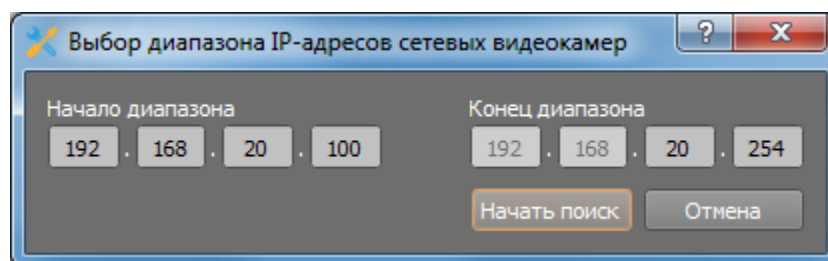 Выбор диапазона IP-адресов сетевых видеокамер ? X
Начало диапазона Конец диапазона
192 . 168 . 20 . 100 192 . 168 . 20 . 254
Начать поиск Отмена